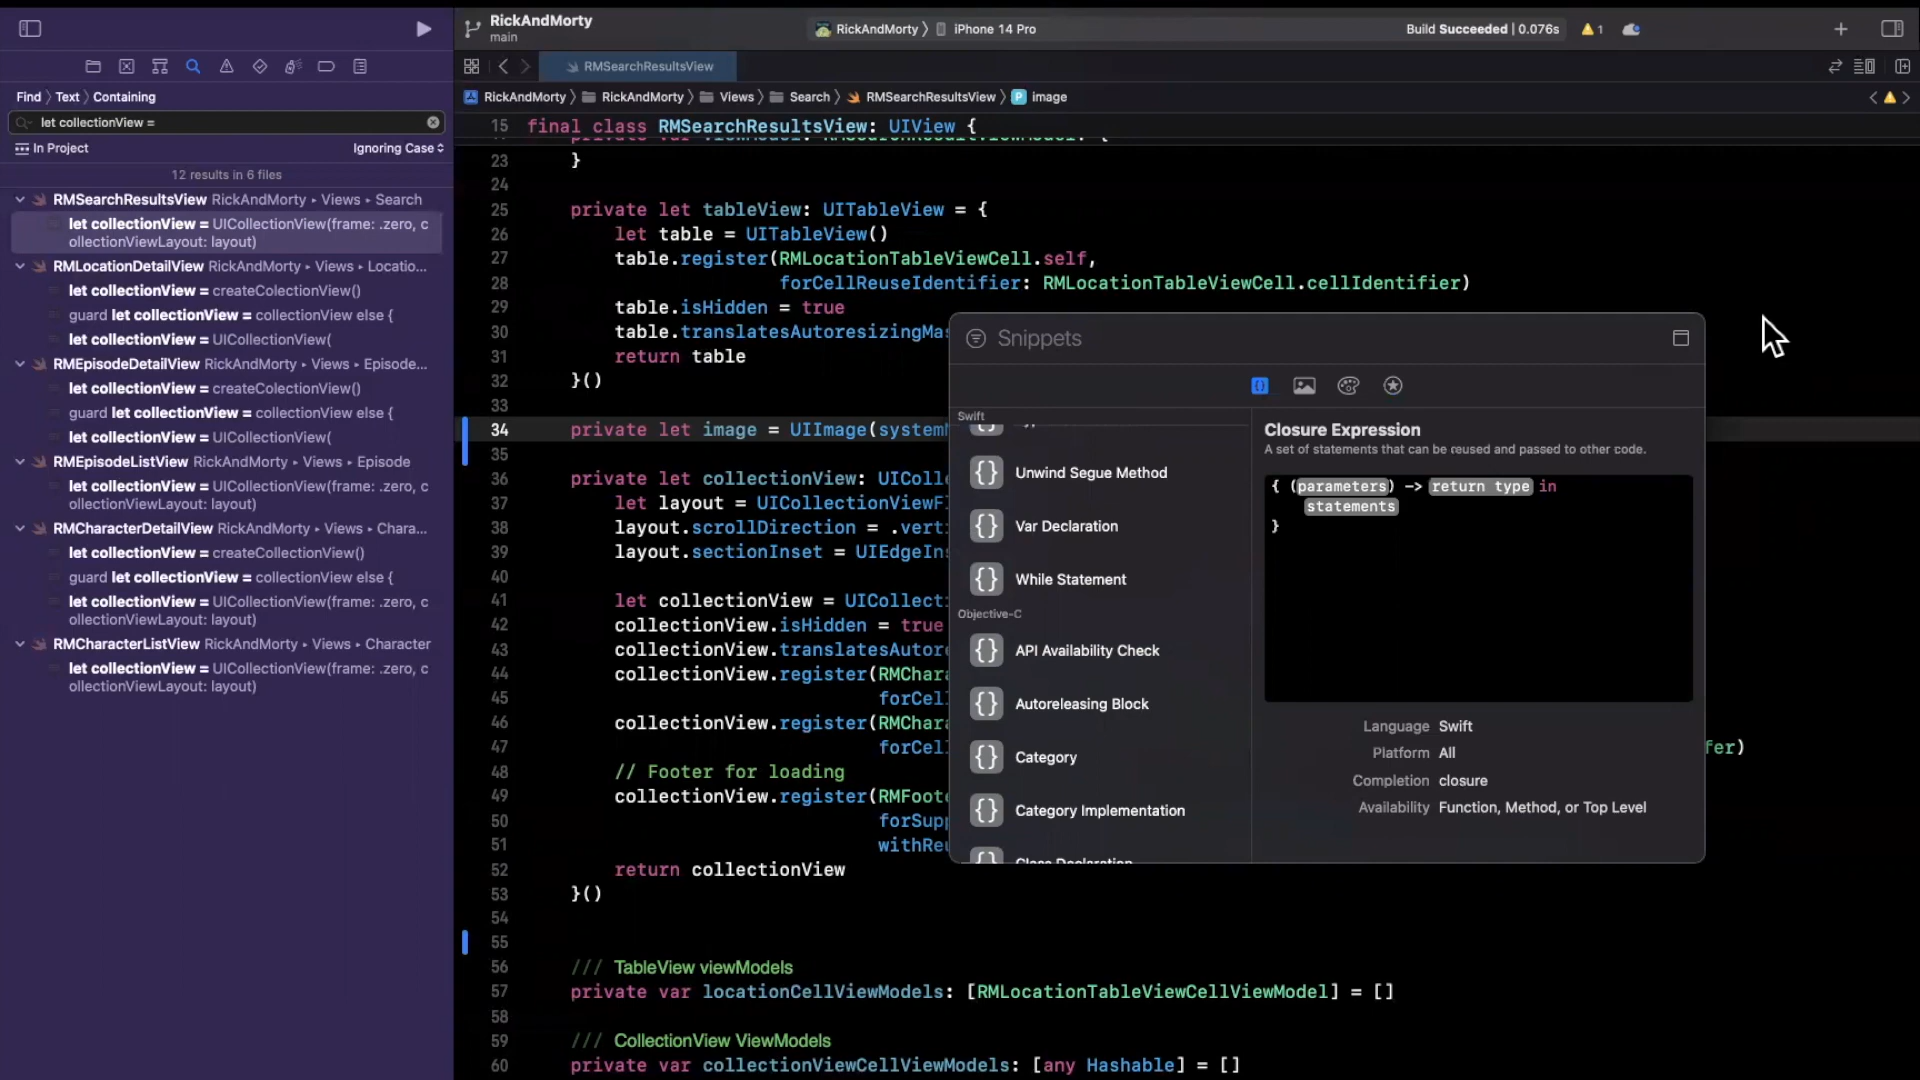 RickAndMorty
main
RickAndMorty
iPhone 14 Pro
Build Succeeded | 0.076s
1
RMSearchResultsView
Find Text Containing
let collectionView =
In Project
Ignoring Case
12 results in 6 files
RMSearchResultsView RickAndMorty ▸ Views ▸ Search
let collectionView = UICollectionView(frame: .zero, c
ollectionViewLayout: layout)
RMLocationDetailView RickAndMorty ▸ Views ▸ Locatio...
let collectionView = createColectionView()
guard let collectionView = collectionView else {
let collectionView = UICollectionView(
RMEpisodeDetailView RickAndMorty ▸ Views ▸ Episode...
let collectionView = createColectionView()
guard let collectionView = collectionView else {
let collectionView = UICollectionView(
RMEpisodeListView RickAndMorty ▸ Views ▸ Episode
let collectionView = UICollectionView(frame: .zero, c
ollectionViewLayout: layout)
RMCharacterDetailView RickAndMorty ▸ Views ▸ Chara...
let collectionView = createCollectionView()
guard let collectionView = collectionView else {
let collectionView = UICollectionView(frame: .zero, c
ollectionViewLayout: layout)
RMCharacterListView RickAndMorty ▸ Views ▸ Character
let collectionView = UICollectionView(frame: .zero, c
ollectionViewLayout: layout)
RickAndMorty RickAndMorty Views Search RMSearchResultsView P image
15 final class RMSearchResultsView: UIView {
23 }
24
25 private let tableView: UITableView = {
26 let table = UITableView()
27 table.register(RMLocationTableViewCell.self,
28 forCellReuseIdentifier: RMLocationTableViewCell.cellIdentifier)
29 table.isHidden = true
30 table.translatesAutoresizingMas
31 return table
32 }()
33
34 private let image = UIImage(system
35
36 private let collectionView: UIColle
37 let layout = UICollectionViewF
38 layout.scrollDirection = .verti
39 layout.sectionInset = UIEdgeIns
40
41 let collectionView = UICollect
42 collectionView.isHidden = true
43 collectionView.translatesAutore
44 collectionView.register(RMChara
45 forCel
46 collectionView.register(RMChara
47 forCel fer)
48 // Footer for loading
49 collectionView.register(RMFoote
50 forSupp
51 withReu
52 return collectionView
53 }()
54
55
56 /// TableView viewModels
57 private var locationCellViewModels: [RMLocationTableViewCellViewModel] = []
58
59 /// CollectionView ViewModels
60 private var collectionViewCellViewModels: [any Hashable] = []
Snippets
Swift
Unwind Segue Method
Var Declaration
While Statement
Objective-C
API Availability Check
Autoreleasing Block
Category
Category Implementation
Class Declaration
Closure Expression
A set of statements that can be reused and passed to other code.
{ (parameters) -> return type in
statements
}
Language Swift
Platform All
Completion closure
Availability Function, Method, or Top Level